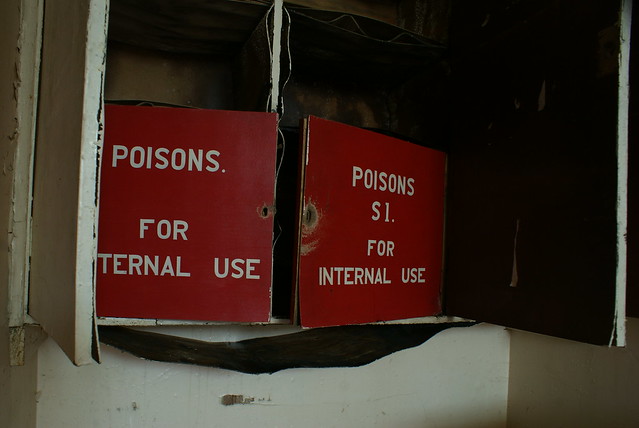 POISONS.
FOR
TERNAL USE
POISONS
S1.
FOR
INTERNAL USE